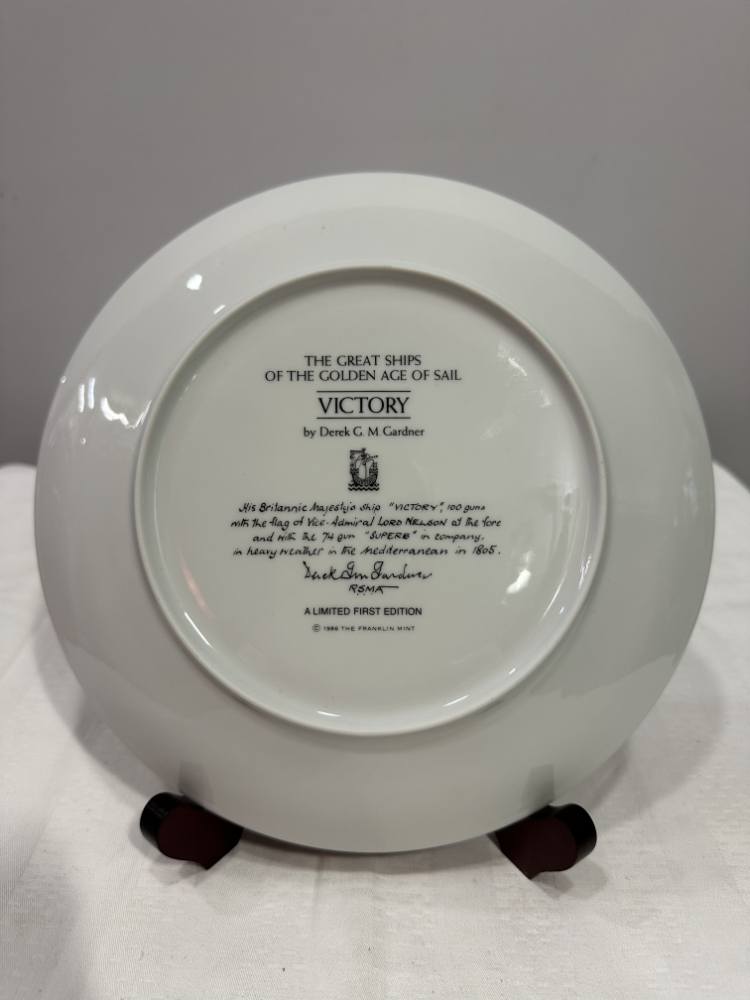 THE GREAT SHIPS
OF THE GOLDEN AGE OF SAIL
VICTORY
by Derek G. M. Gardner
His Britannic Majesty's Ship "VICTORY", 100 guns
with the flag of Vice-Admiral LORD NELSON at the fore
and with the 74 gun "SUPERB" in company,
in heavy weather in the Mediterranean in 1805.
Derek Gm Gardner
RSMA
A LIMITED FIRST EDITION
© 1986 THE FRANKLIN MINT